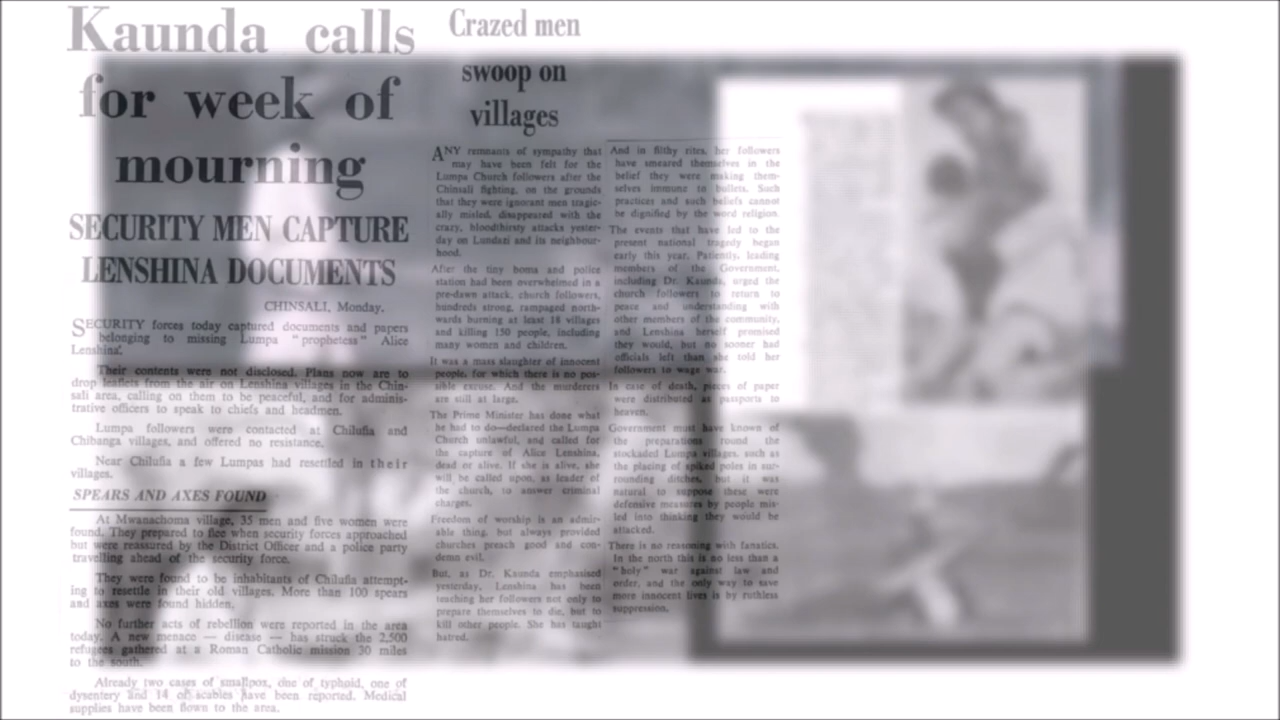 Kaunda calls
for week of
mourning
SECURITY MEN CAPTURE
LENSHINA DOCUMENTS
CHINSALI, Monday.
SECURITY forces today captured documents and papers
belonging to missing Lumpa "prophetess" Alice
Lenshina.
Their contents were not disclosed. Plans now are to
drop leaflets from the air on Lenshina villages in the Chin-
sali area, calling on them to be peaceful, and for adminis-
trative officers to speak to chiefs and headmen.
Lumpa followers were contacted at Chilufia and
Chibanga villages, and offered no resistance.
Near Chilufia a few Lumpas had resettled in their
villages.
SPEARS AND AXES FOUND
At Mwanachoma village, 35 men and five women were
found. They prepared to flee when security forces approached
but were reassured by the District Officer and a police party
travelling ahead of the security force.
They were found to be inhabitants of Chilufia attempt-
ing to resettle in their old villages. More than 100 spears
and axes were found hidden.
No further acts of rebellion were reported in the area
today. A new menace — disease — has struck the 2,500
refugees gathered at a Roman Catholic mission 30 miles
to the south.
Already two cases of smallpox, one of typhoid, one of
dysentery and 14 of scabies have been reported. Medical
supplies have been flown to the area.
Crazed men
swoop on
villages
ANY remnants of sympathy that
may have been felt for the
Lumpa Church followers after the
Chinsali fighting, on the grounds
that they were ignorant men tragic-
ally misled, disappeared with the
crazy, bloodthirsty attacks yester-
day on Lundazi and its neighbour-
hood.
After the tiny boma and police
station had been overwhelmed in a
pre-dawn attack, church followers,
hundreds strong, rampaged north-
wards burning at least 18 villages
and killing 150 people, including
many women and children.
It was a mass slaughter of innocent
people, for which there is no pos-
sible excuse. And the murderers
are still at large.
The Prime Minister has done what
he had to do—declared the Lumpa
Church unlawful, and called for
the capture of Alice Lenshina,
dead or alive. If she is alive, she
will be called upon, as leader of
the church, to answer criminal
charges.
Freedom of worship is an admir-
able thing, but always provided
churches preach good and con-
demn evil.
But, as Dr. Kaunda emphasised
yesterday, Lenshina has been
teaching her followers not only to
prepare themselves to die, but to
kill other people. She has taught
hatred.
And in filthy rites, her followers
have smeared themselves in the
belief they were making them-
selves immune to bullets. Such
practices and such beliefs cannot
be dignified by the word religion.
The events that have led to the
present national tragedy began
early this year. Patiently, leading
members of the Government,
including Dr. Kaunda, urged the
church followers to return to
peace and understanding with
other members of the community,
and Lenshina herself promised
they would, but no sooner had
officials left than she told her
followers to wage war.
In case of death, pieces of paper
were distributed as passports to
heaven.
Government must have known of
the preparations round the
stockaded Lumpa villages, such as
the placing of spiked poles in sur-
rounding ditches, but it was
natural to suppose these were
defensive measures by people mis-
led into thinking they would be
attacked.
There is no reasoning with fanatics.
In the north this is no less than a
"holy" war against law and
order, and the only way to save
more innocent lives is by ruthless
suppression.